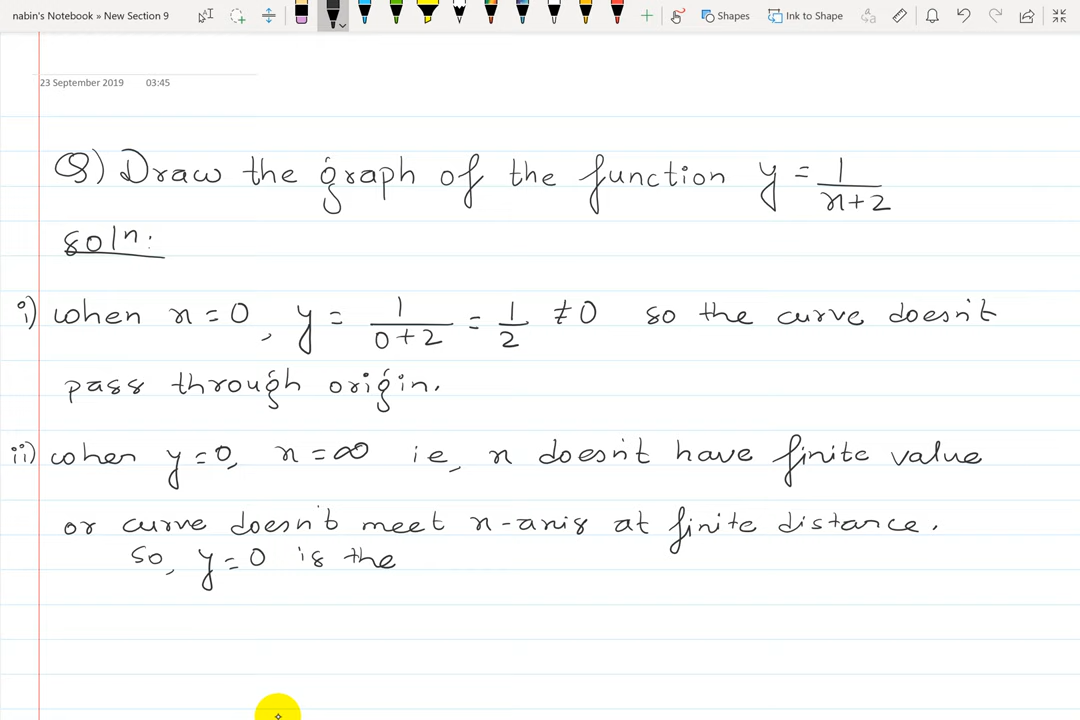 nabin's Notebook » New Section 9
Shapes
Ink to Shape
23 September 2019 03:45
Q) Draw the graph of the function y = 1/(x+2)
soln:
i) when x = 0, y = 1/(0+2) = 1/2 ≠ 0 so the curve doesn't
pass through origin.
ii) when y = 0, x = ∞ ie, x doesn't have finite value
or curve doesn't meet x-axis at finite distance.
So, y = 0 is the